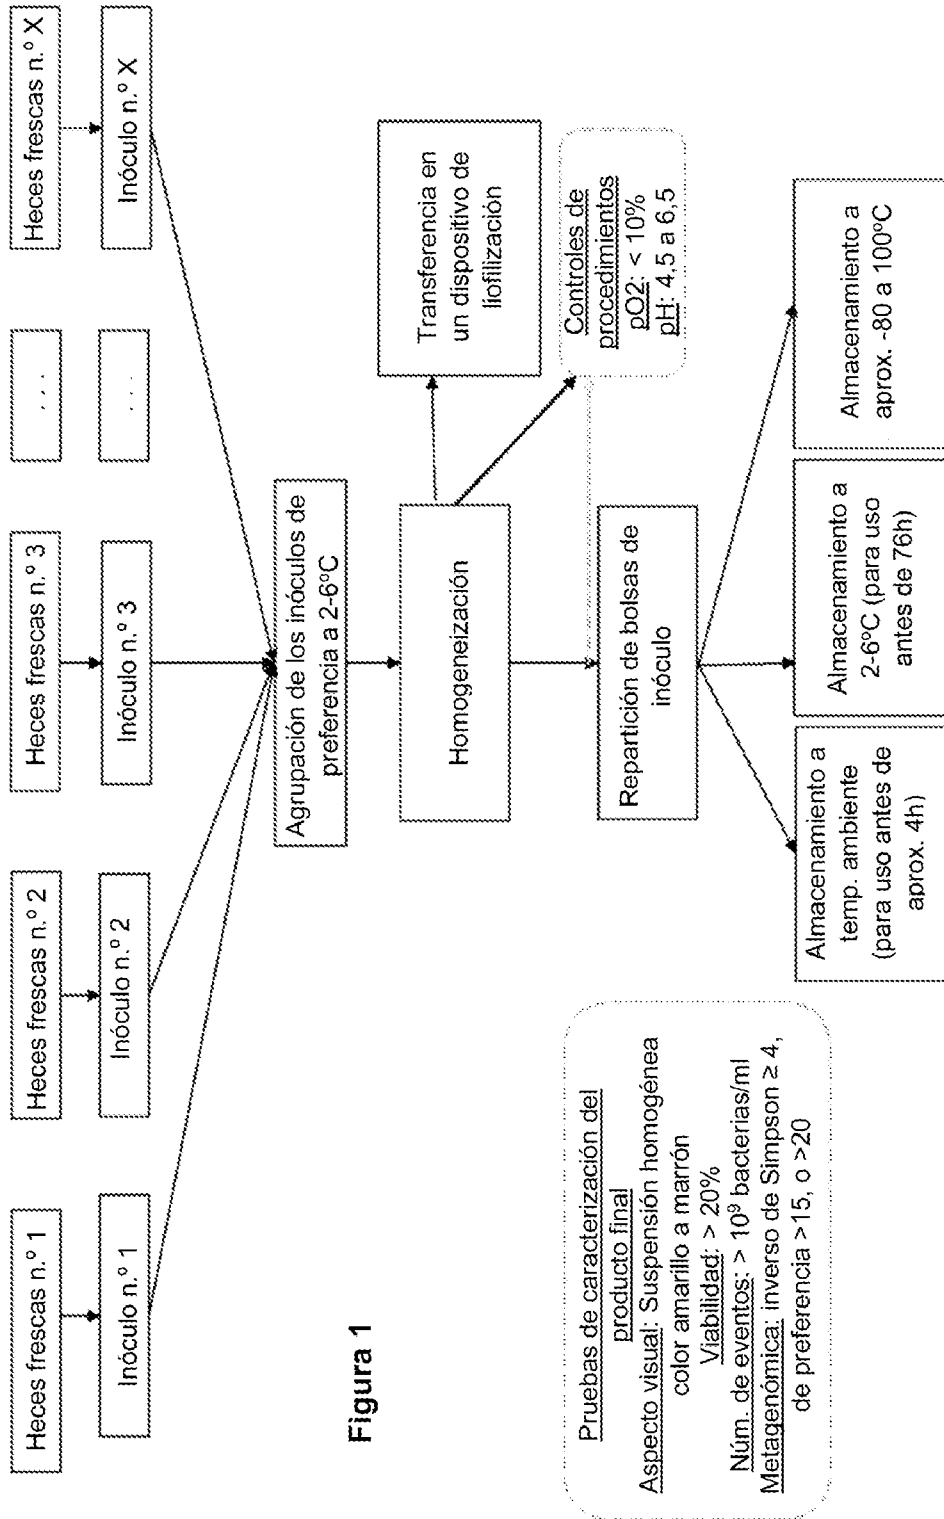 Heces frescas n.º 1
Heces frescas n.º 2
Heces frescas n.º 3
. . .
Heces frescas n.º X
Inóculo n.º 1
Inóculo n.º 2
Inóculo n.º 3
. . .
Inóculo n.º X
Agrupación de los inóculos de
preferencia a 2-6ºC
Homogeneización
Transferencia en
un dispositivo de
liofilización
Controles de
procedimientos
pO2: < 10%
pH: 4,5 a 6,5
Repartición de bolsas de
inóculo
Almacenamiento a
temp. ambiente
(para uso antes de
aprox. 4h)
Almacenamiento a
2-6ºC (para uso
antes de 76h)
Almacenamiento a
aprox. -80 a 100ºC
Figura 1
Pruebas de caracterización del
producto final
Aspecto visual: Suspensión homogénea
color amarillo a marrón
Viabilidad: > 20%
Núm. de eventos: > 10⁹ bacterias/ml
Metagenómica: inverso de Simpson ≥ 4,
de preferencia >15, o >20